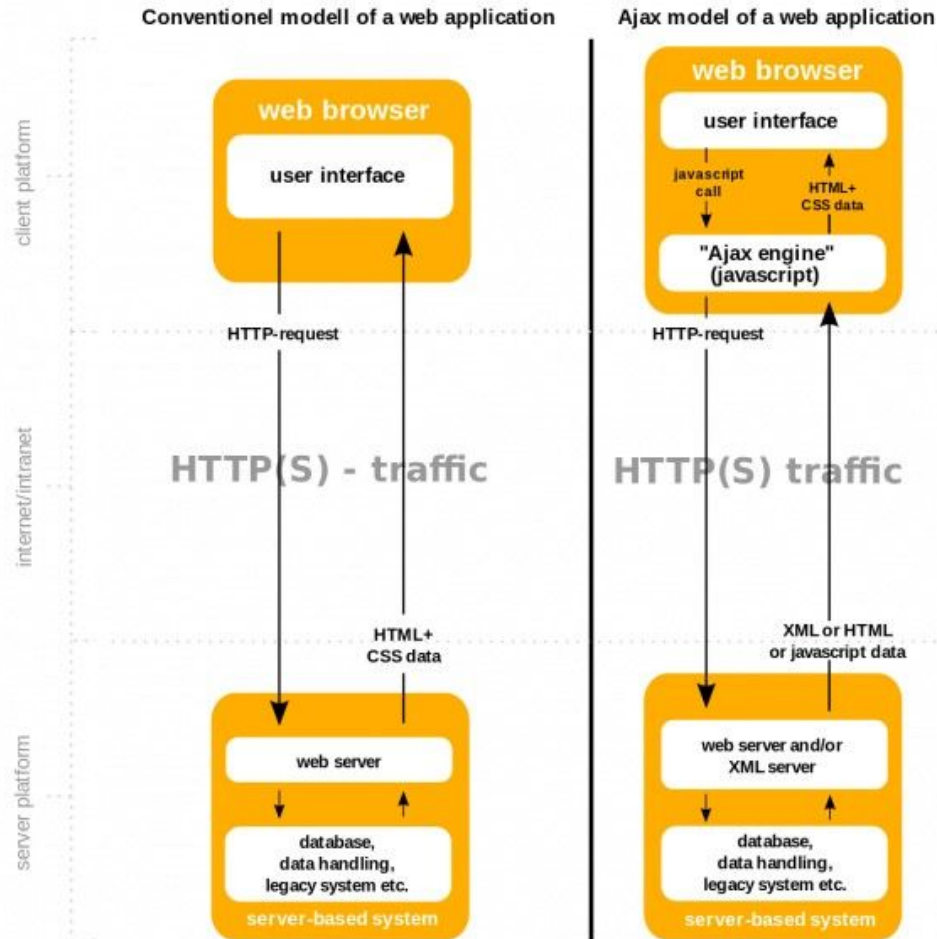 Conventionel modell of a web application
web browser
user interface
HTTP-request
HTTP(S) - traffic
HTML+
CSS data
web server
database,
data handling,
legacy system etc.
server-based system
Ajax model of a web application
web browser
user interface
javascript
call
HTML+
CSS data
"Ajax engine"
(javascript)
HTTP-request
HTTP(S) traffic
XML or HTML
or javascript data
web server and/or
XML server
database,
data handling,
legacy system etc.
server-based system
client platform
internet/intranet
server platform